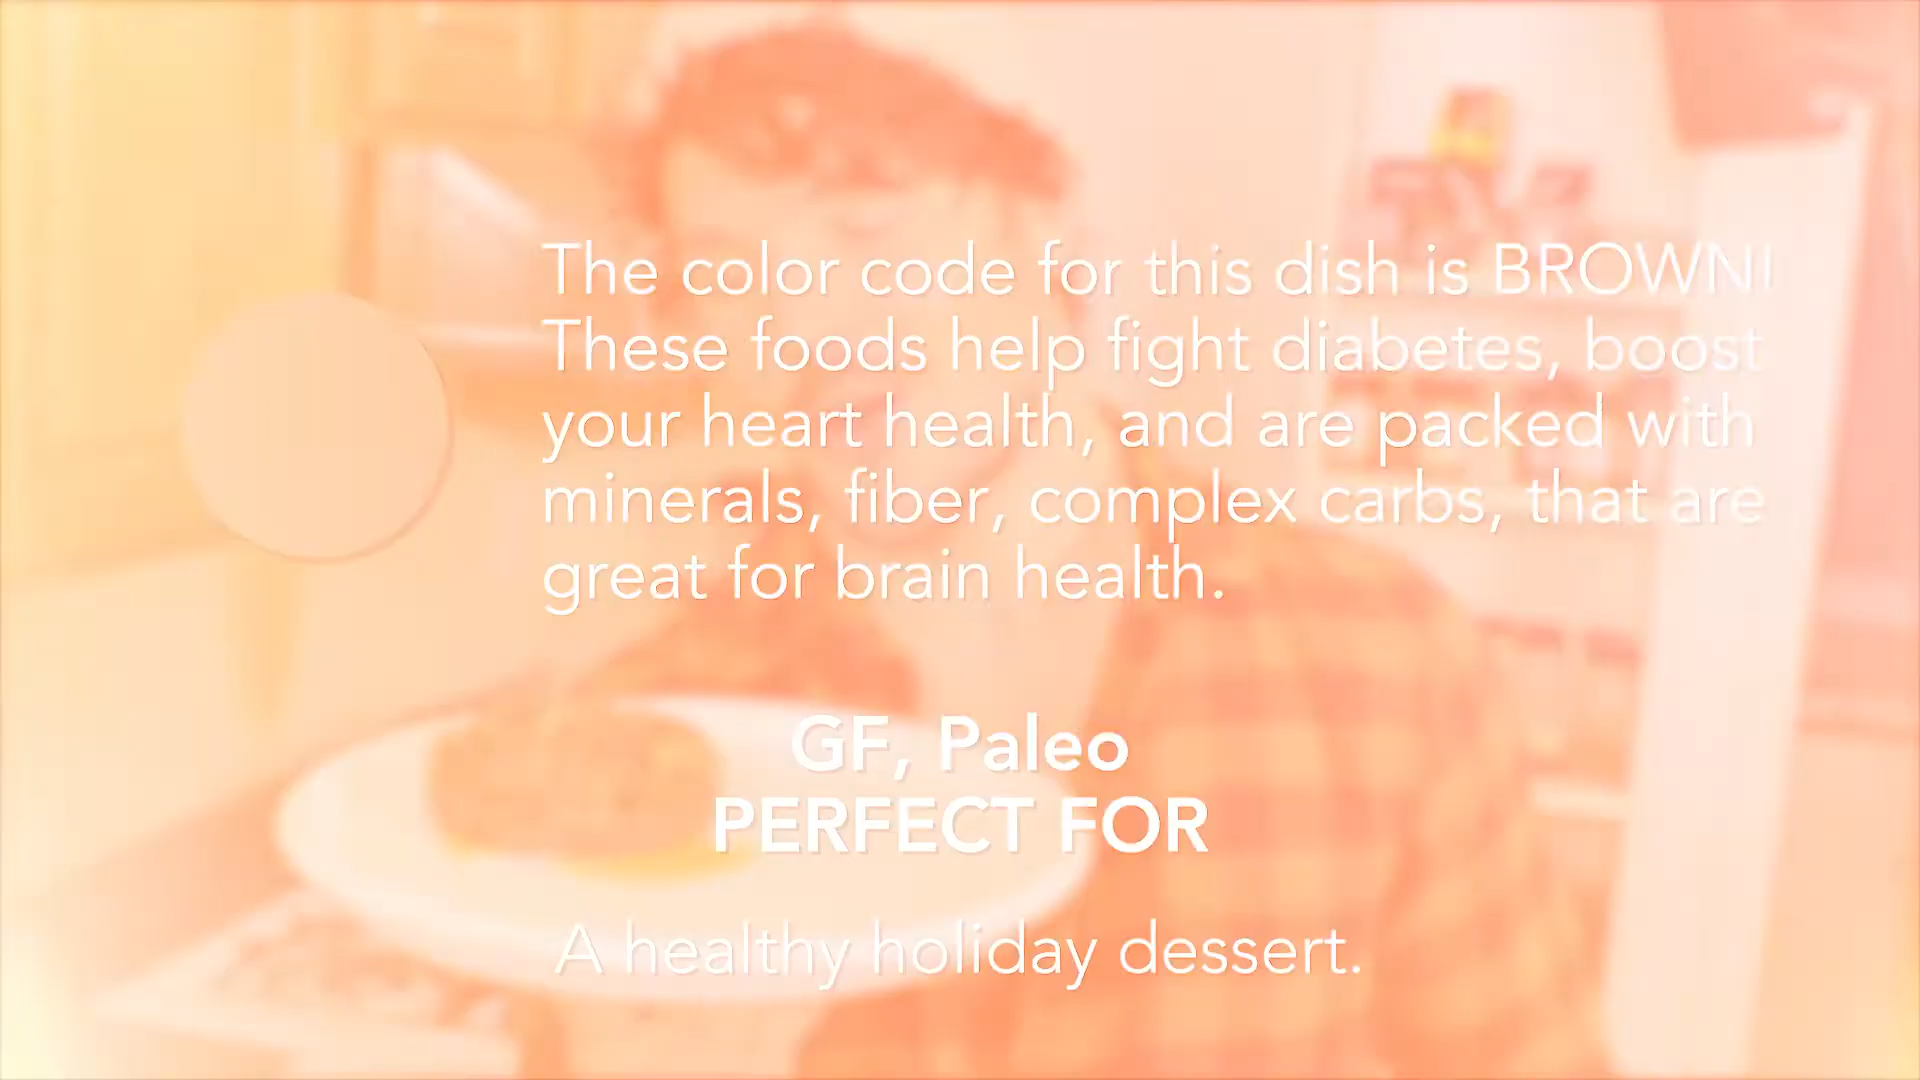 The color code for this dish is BROWN!
These foods help fight diabetes, boost
your heart health, and are packed with
minerals, fiber, complex carbs, that are
great for brain health.
GF, Paleo
PERFECT FOR
A healthy holiday dessert.